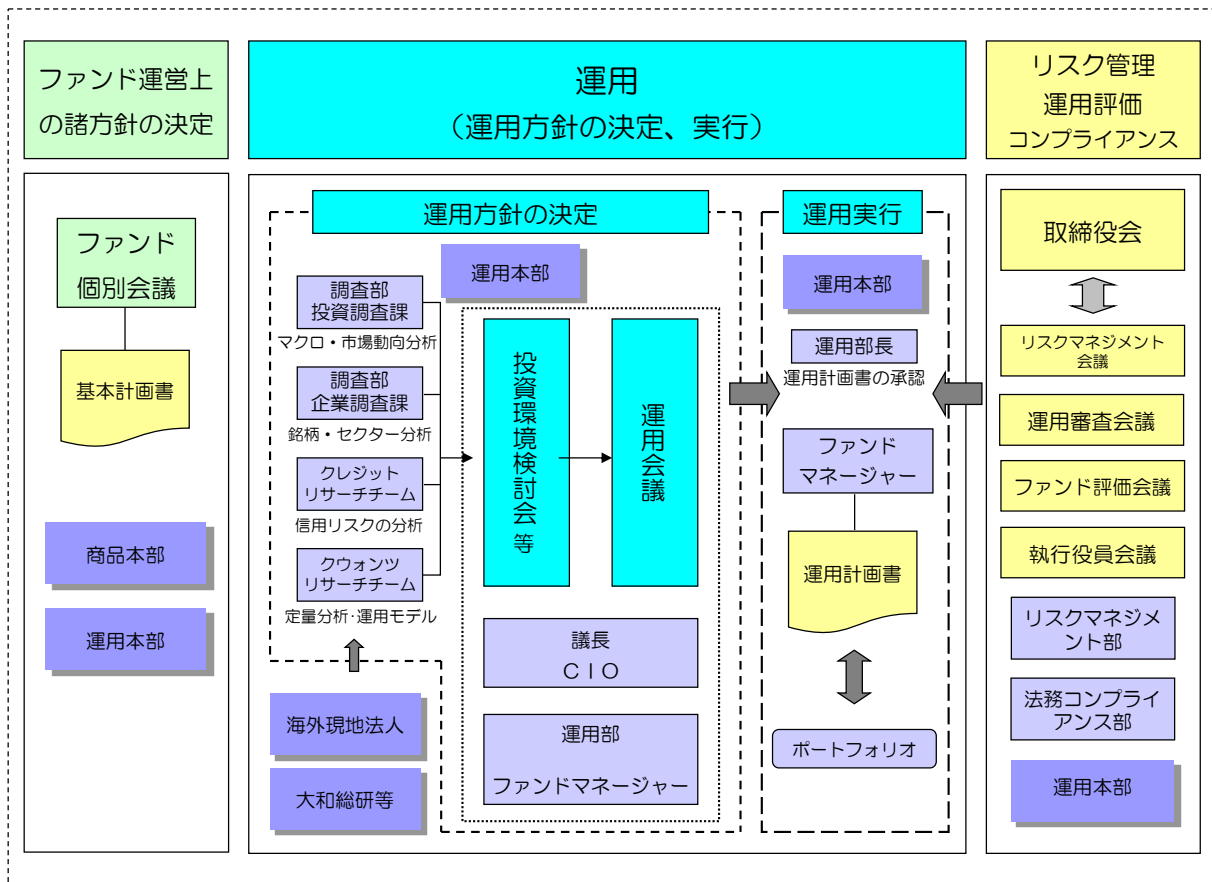 ファンド運営上
の諸方針の決定
運用
（運用方針の決定、実行）
リスク管理
運用評価
コンプライアンス
ファンド
個別会議
基本計画書
商品本部
運用本部
運用方針の決定
運用本部
調査部
投資調査課
マクロ・市場動向分析
調査部
企業調査課
銘柄・セクター分析
クレジット
リサーチチーム
信用リスクの分析
クウォンツ
リサーチチーム
定量分析･運用モデル
海外現地法人
大和総研等
投資環境検討会等
運用会議
議長
ＣＩＯ
運用部
ファンドマネージャー
運用実行
運用本部
運用部長
運用計画書の承認
ファンド
マネージャー
運用計画書
ポートフォリオ
取締役会
リスクマネジメント
会議
運用審査会議
ファンド評価会議
執行役員会議
リスクマネジメ
ント部
法務コンプライ
アンス部
運用本部